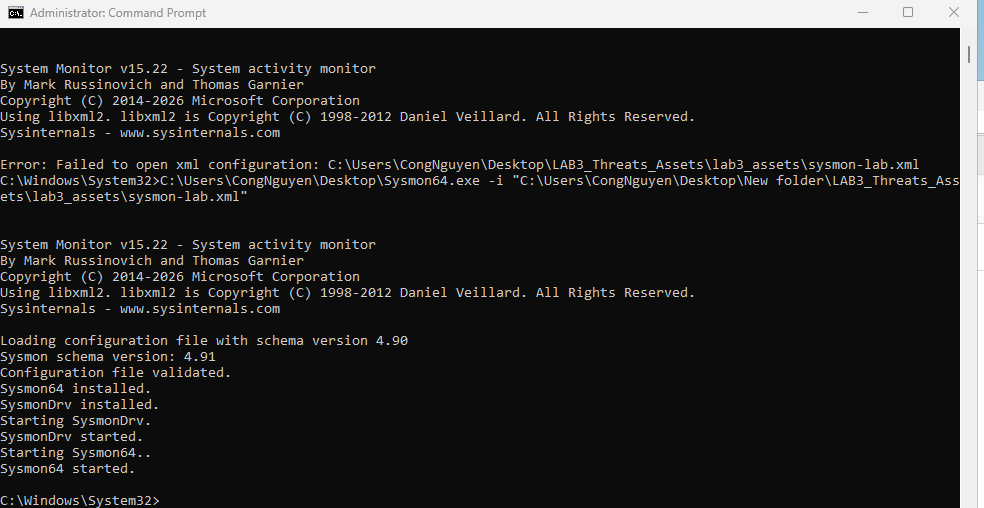 Administrator: Command Prompt
System Monitor v15.22 - System activity monitor
By Mark Russinovich and Thomas Garnier
Copyright (C) 2014-2026 Microsoft Corporation
Using libxml2. libxml2 is Copyright (C) 1998-2012 Daniel Veillard. All Rights Reserved.
Sysinternals - www.sysinternals.com
Error: Failed to open xml configuration: C:\Users\CongNguyen\Desktop\LAB3_Threats_Assets\lab3_assets\sysmon-lab.xml
C:\Windows\System32>C:\Users\CongNguyen\Desktop\Sysmon64.exe -i "C:\Users\CongNguyen\Desktop\New folder\LAB3_Threats_Ass
ets\lab3_assets\sysmon-lab.xml"
System Monitor v15.22 - System activity monitor
By Mark Russinovich and Thomas Garnier
Copyright (C) 2014-2026 Microsoft Corporation
Using libxml2. libxml2 is Copyright (C) 1998-2012 Daniel Veillard. All Rights Reserved.
Sysinternals - www.sysinternals.com
Loading configuration file with schema version 4.90
Sysmon schema version: 4.91
Configuration file validated.
Sysmon64 installed.
SysmonDrv installed.
Starting SysmonDrv.
SysmonDrv started.
Starting Sysmon64..
Sysmon64 started.
C:\Windows\System32>